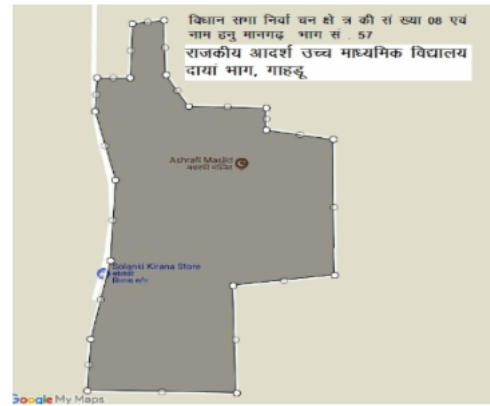 विधान सभा निर्वा चन क्षे त्र की सं ख्या 08 एवं
नाम हनु मानगढ़ भाग सं . 57
राजकीय आदर्श उच्च माध्यमिक विद्यालय
दायां भाग, गाहडू
Ashrafi Masjid
Solanki Kirana Store
Google My Maps